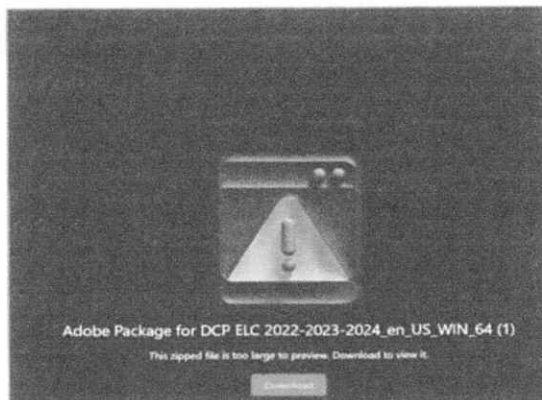 Adobe Package for DCP ELC 2022-2023-2024_en_US_WIN_64 (1)
This zipped file is too large to preview. Download to view it.
Download